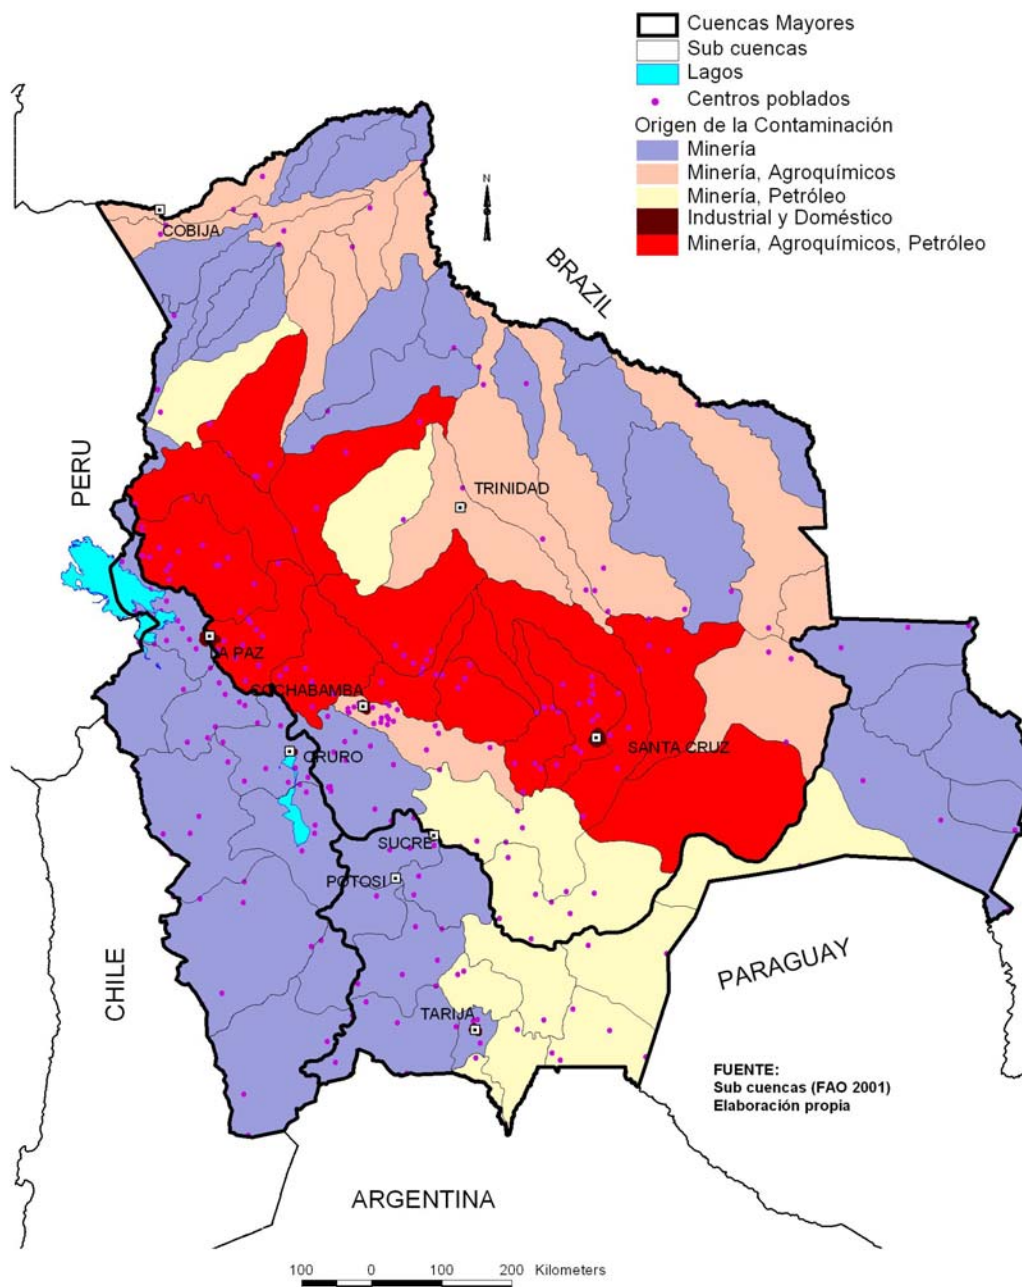 Cuencas Mayores
Sub cuencas
Lagos
Centros poblados
Origen de la Contaminación
Minería
Minería, Agroquímicos
Minería, Petróleo
Industrial y Doméstico
Minería, Agroquímicos, Petróleo
N
COBIJA
BRAZIL
PERU
TRINIDAD
LA PAZ
COCHABAMBA
ORURO
SANTA CRUZ
SUCRE
POTOSI
CHILE
PARAGUAY
TARIJA
FUENTE:
Sub cuencas (FAO 2001)
Elaboración propia
ARGENTINA
100 0 100 200 Kilometers